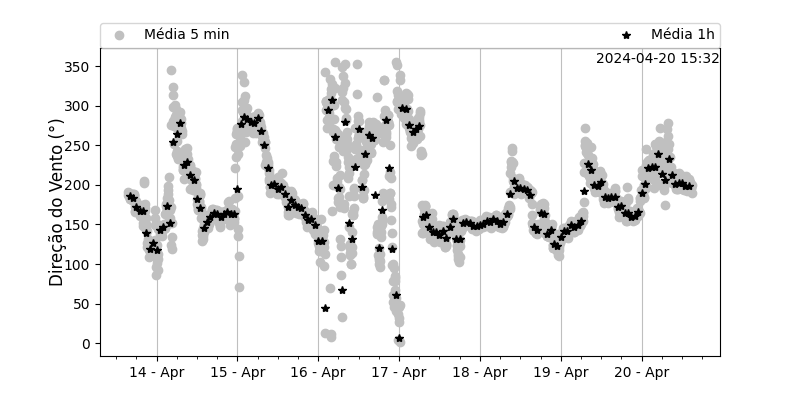 Média 5 min
Média 1h
2024-04-20 15:32
Direção do Vento (°)
350
300
250
200
150
100
50
0
14 - Apr
15 - Apr
16 - Apr
17 - Apr
18 - Apr
19 - Apr
20 - Apr